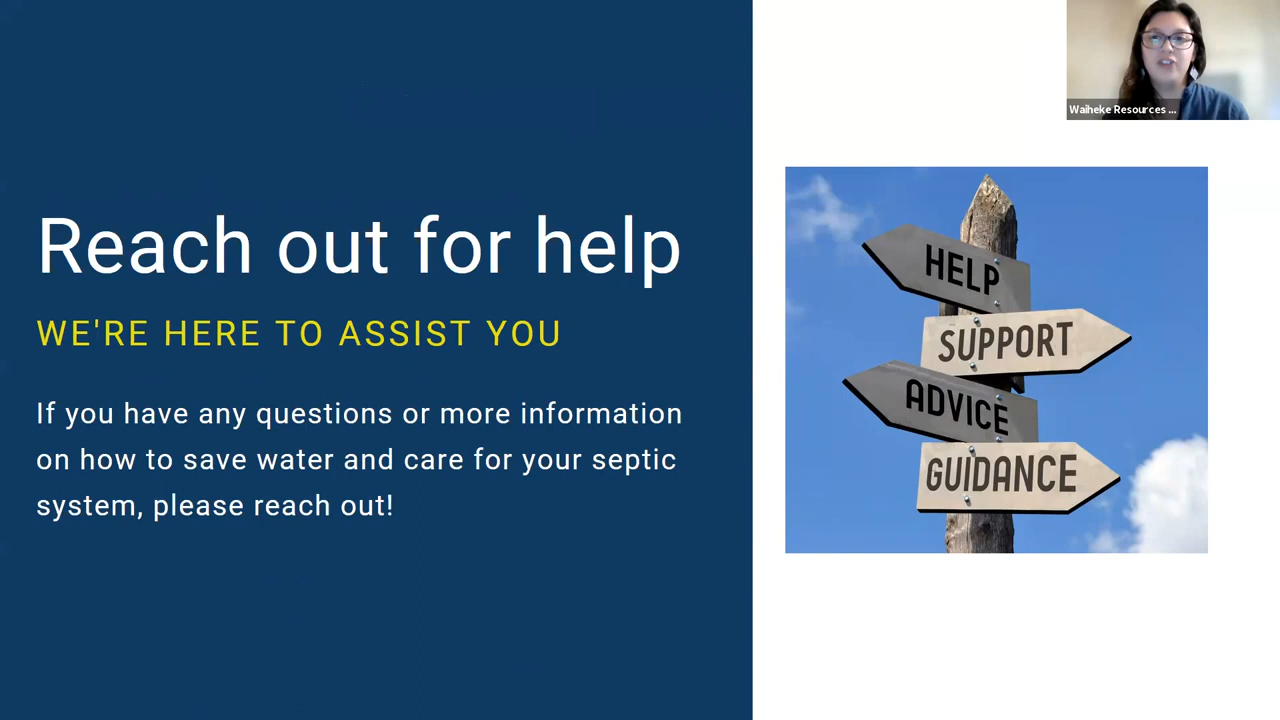 Waiheke Resources ...
Reach out for help
WE'RE HERE TO ASSIST YOU
If you have any questions or more information
on how to save water and care for your septic
system, please reach out!
HELP
SUPPORT
ADVICE
GUIDANCE